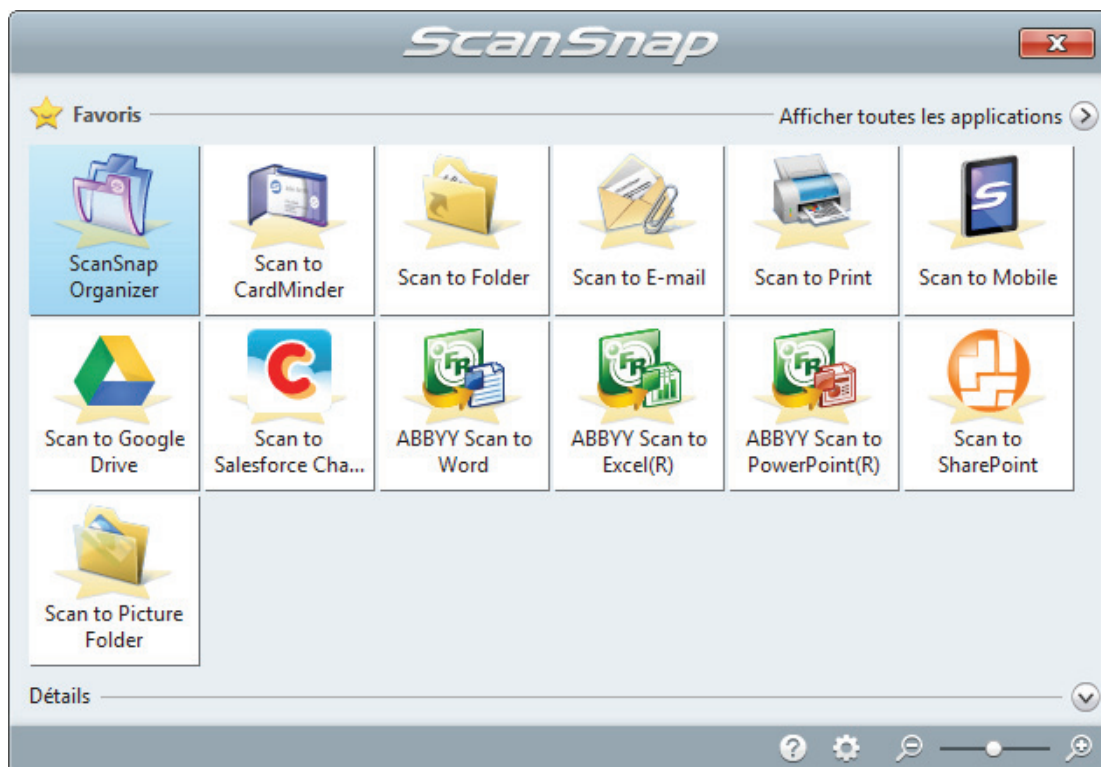 ScanSnap
Favoris
Afficher toutes les applications
ScanSnap
Organizer
Scan to
CardMinder
Scan to Folder
Scan to E-mail
Scan to Print
Scan to Mobile
Scan to Google
Drive
Scan to
Salesforce Cha...
ABBYY Scan to
Word
ABBYY Scan to
Excel(R)
ABBYY Scan to
PowerPoint(R)
Scan to
SharePoint
Scan to Picture
Folder
Détails